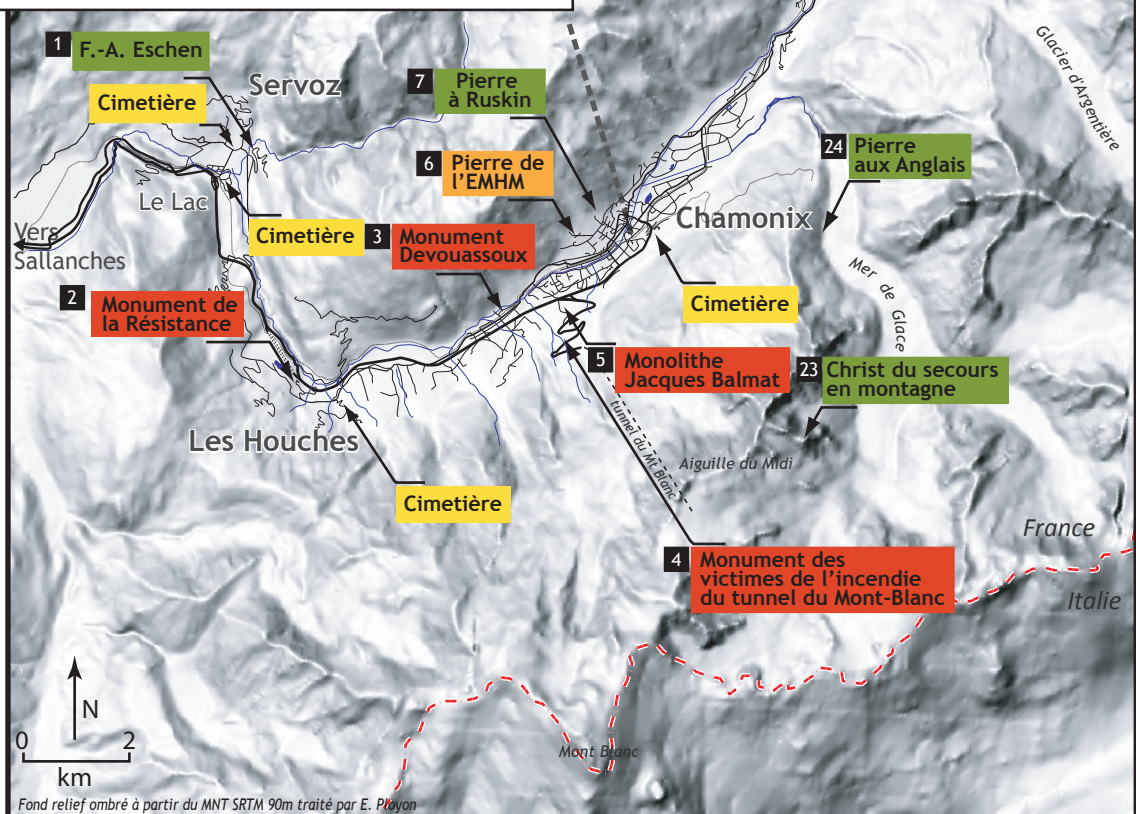 1
F.-A. Eschen
Servoz
Cimetière
7
Pierre
à Ruskin
Glacier d'Argentière
6
Pierre de
l'EMHM
24
Pierre
aux Anglais
Le Lac
Chamonix
Vers
Sallanches
Cimetière
3
Monument
Devouassoux
2
Monument de
la Résistance
Mer de Glace
Cimetière
5
Monolithe
Jacques Balmat
23
Christ du secours
en montagne
Les Houches
tunnel du Mt Blanc
Aiguille du Midi
Cimetière
France
4
Monument des
victimes de l'incendie
du tunnel du Mont-Blanc
Italie
N
0 2
km
Mont Blanc
Fond relief ombré à partir du MNT SRTM 90m traité par E. Ployon